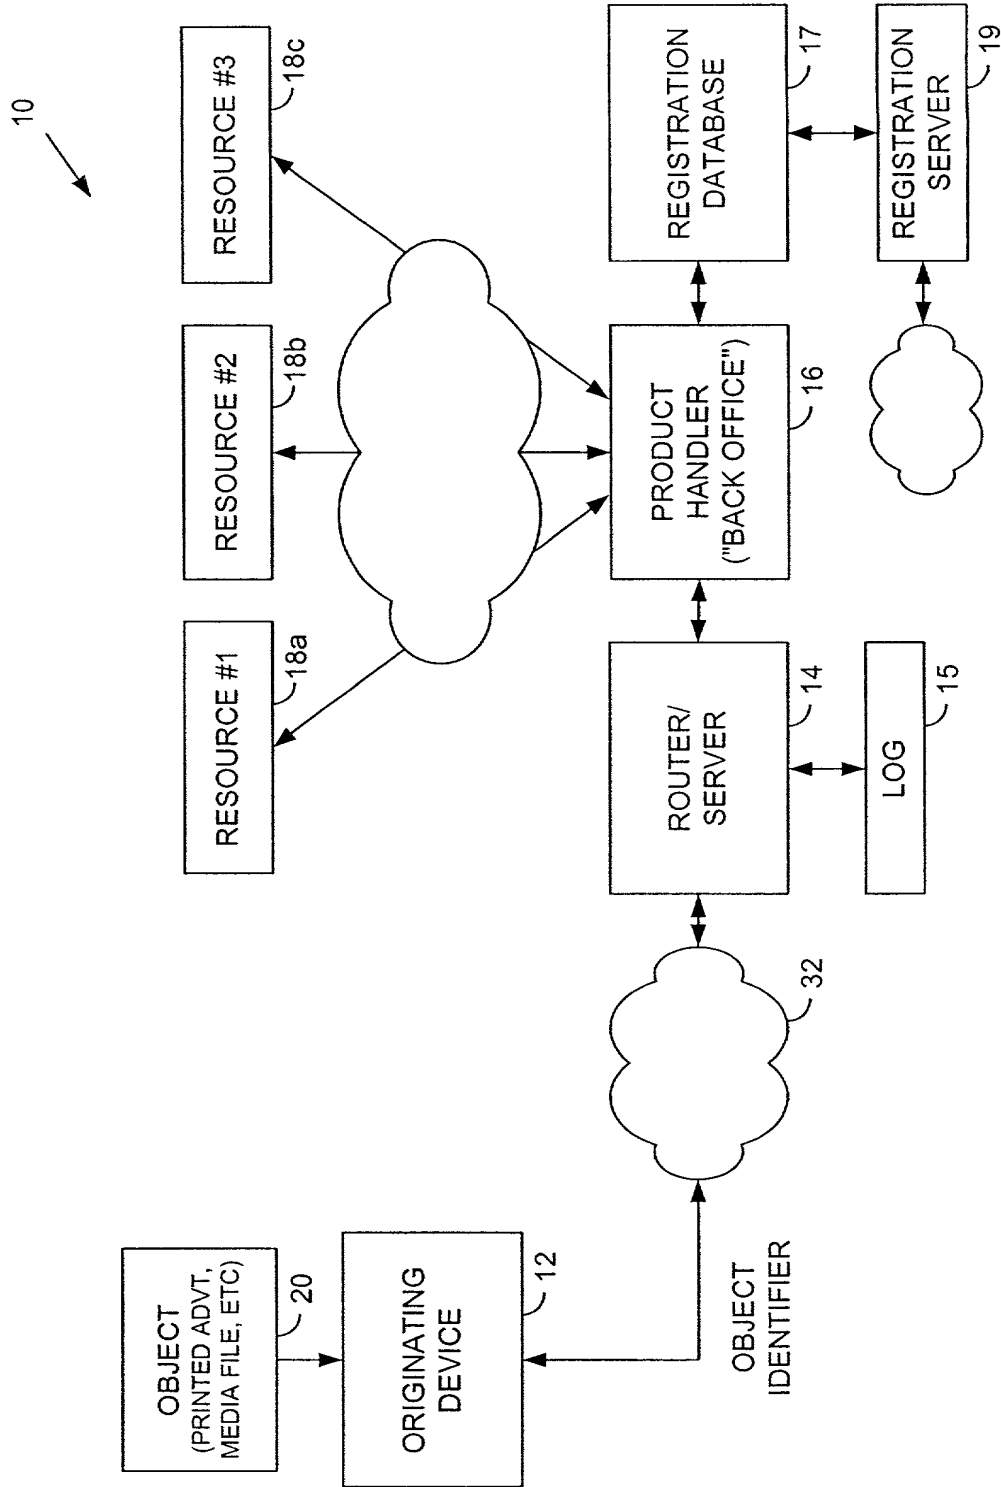 10
RESOURCE #1
18a
RESOURCE #2
18b
RESOURCE #3
18c
OBJECT
(PRINTED ADVT,
MEDIA FILE, ETC)
20
ORIGINATING
DEVICE
12
OBJECT
IDENTIFIER
32
ROUTER/
SERVER
14
LOG
15
PRODUCT
HANDLER
("BACK OFFICE")
16
REGISTRATION
DATABASE
17
REGISTRATION
SERVER
19